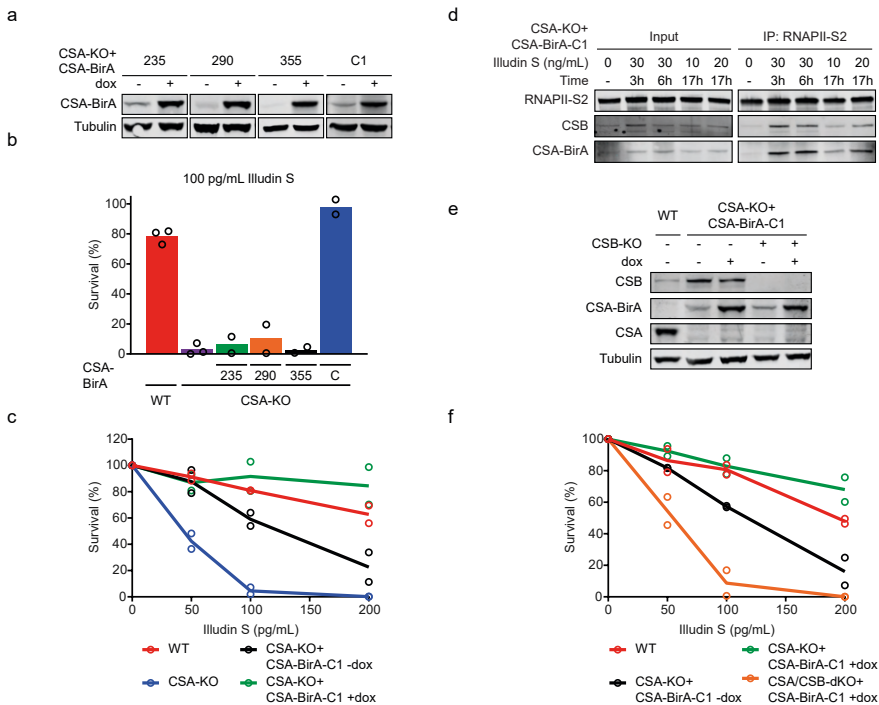 a
CSA-KO+
CSA-BirA
235 290 355 C1
dox - + - + - + - +
CSA-BirA
Tubulin
b
100 pg/mL Illudin S
Survival (%)
100
80
60
40
20
0
CSA-
BirA
235 290 355 C
WT CSA-KO
c
Survival (%)
120
100
80
60
40
20
0
0 50 100 150 200
Illudin S (pg/mL)
WT
CSA-KO
CSA-KO+
CSA-BirA-C1 -dox
CSA-KO+
CSA-BirA-C1 +dox
d
CSA-KO+
CSA-BirA-C1
Input IP: RNAPII-S2
Illudin S (ng/mL) 0 30 30 10 20 0 30 30 10 20
Time - 3h 6h 17h 17h - 3h 6h 17h 17h
RNAPII-S2
CSB
CSA-BirA
e
WT CSA-KO+
CSA-BirA-C1
CSB-KO - - - + +
dox - - + - +
CSB
CSA-BirA
CSA
Tubulin
f
Survival (%)
100
80
60
40
20
0
0 50 100 150 200
Illudin S (pg/mL)
WT
CSA-KO+
CSA-BirA-C1 -dox
CSA-KO+
CSA-BirA-C1 +dox
CSA/CSB-dKO+
CSA-BirA-C1 +dox